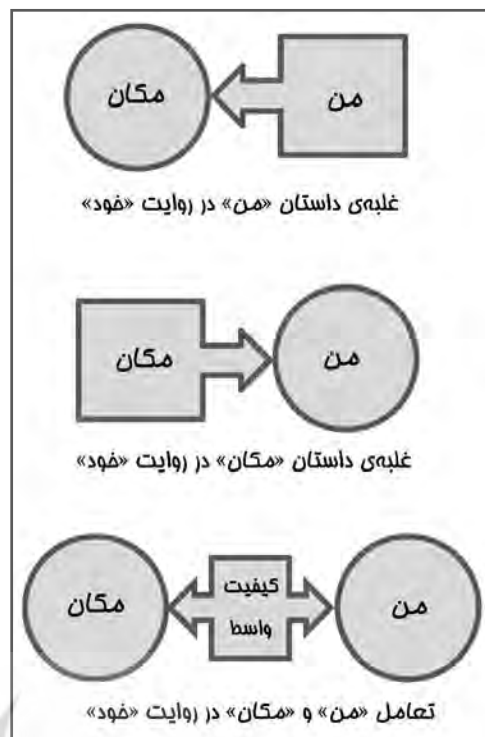 من
مکان
غلبه‌ی داستان «من» در روایت «خود»
من
مکان
غلبه‌ی داستان «مکان» در روایت «خود»
من
کیفیت
واسط
مکان
تعامل «من» و «مکان» در روایت «خود»